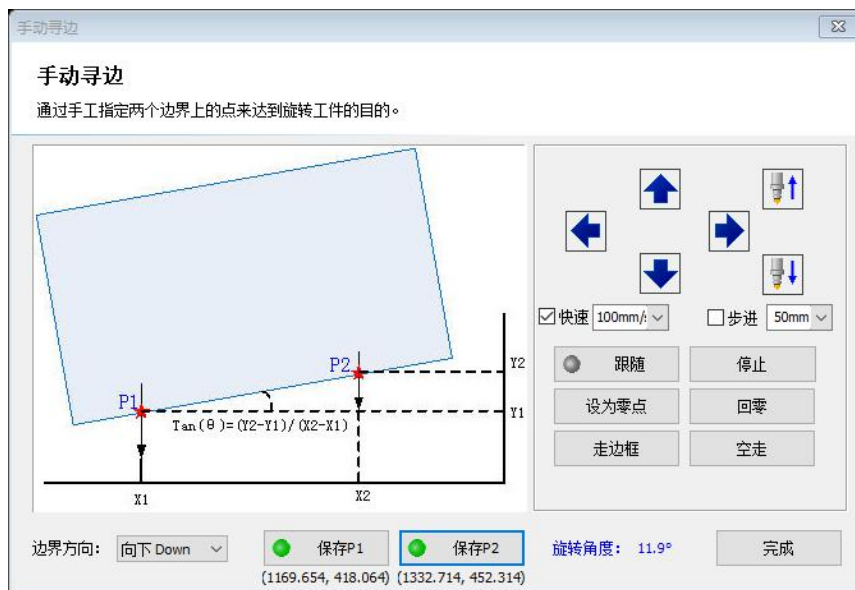 手动寻边
手动寻边
通过手工指定两个边界上的点来达到旋转工件的目的。
P2
Y2
P1
Y1
Tan(θ)=(Y2-Y1)/(X2-X1)
X1
X2
快速 100mm/
步进 50mm
跟随 停止
设为零点 回零
走边框 空走
边界方向： 向下 Down 保存P1 保存P2 旋转角度： 11.9° 完成
(1169.654, 418.064) (1332.714, 452.314)